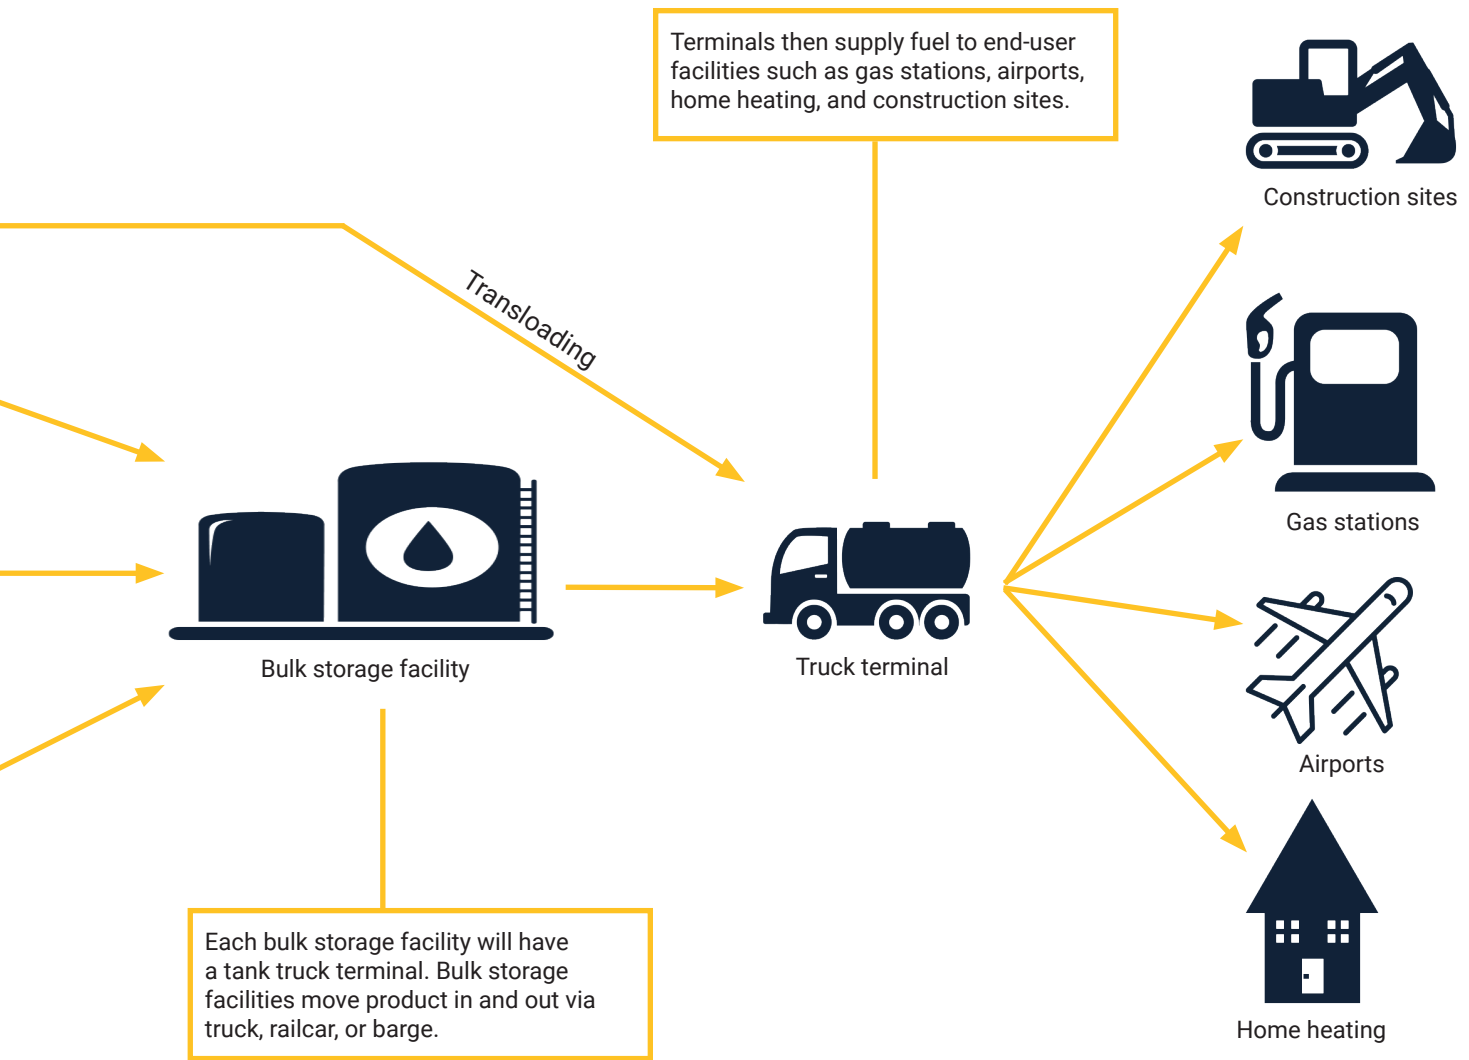 Terminals then supply fuel to end-user
facilities such as gas stations, airports,
home heating, and construction sites.
Construction sites
Transloading
Gas stations
Bulk storage facility
Truck terminal
Airports
Each bulk storage facility will have
a tank truck terminal. Bulk storage
facilities move product in and out via
truck, railcar, or barge.
Home heating